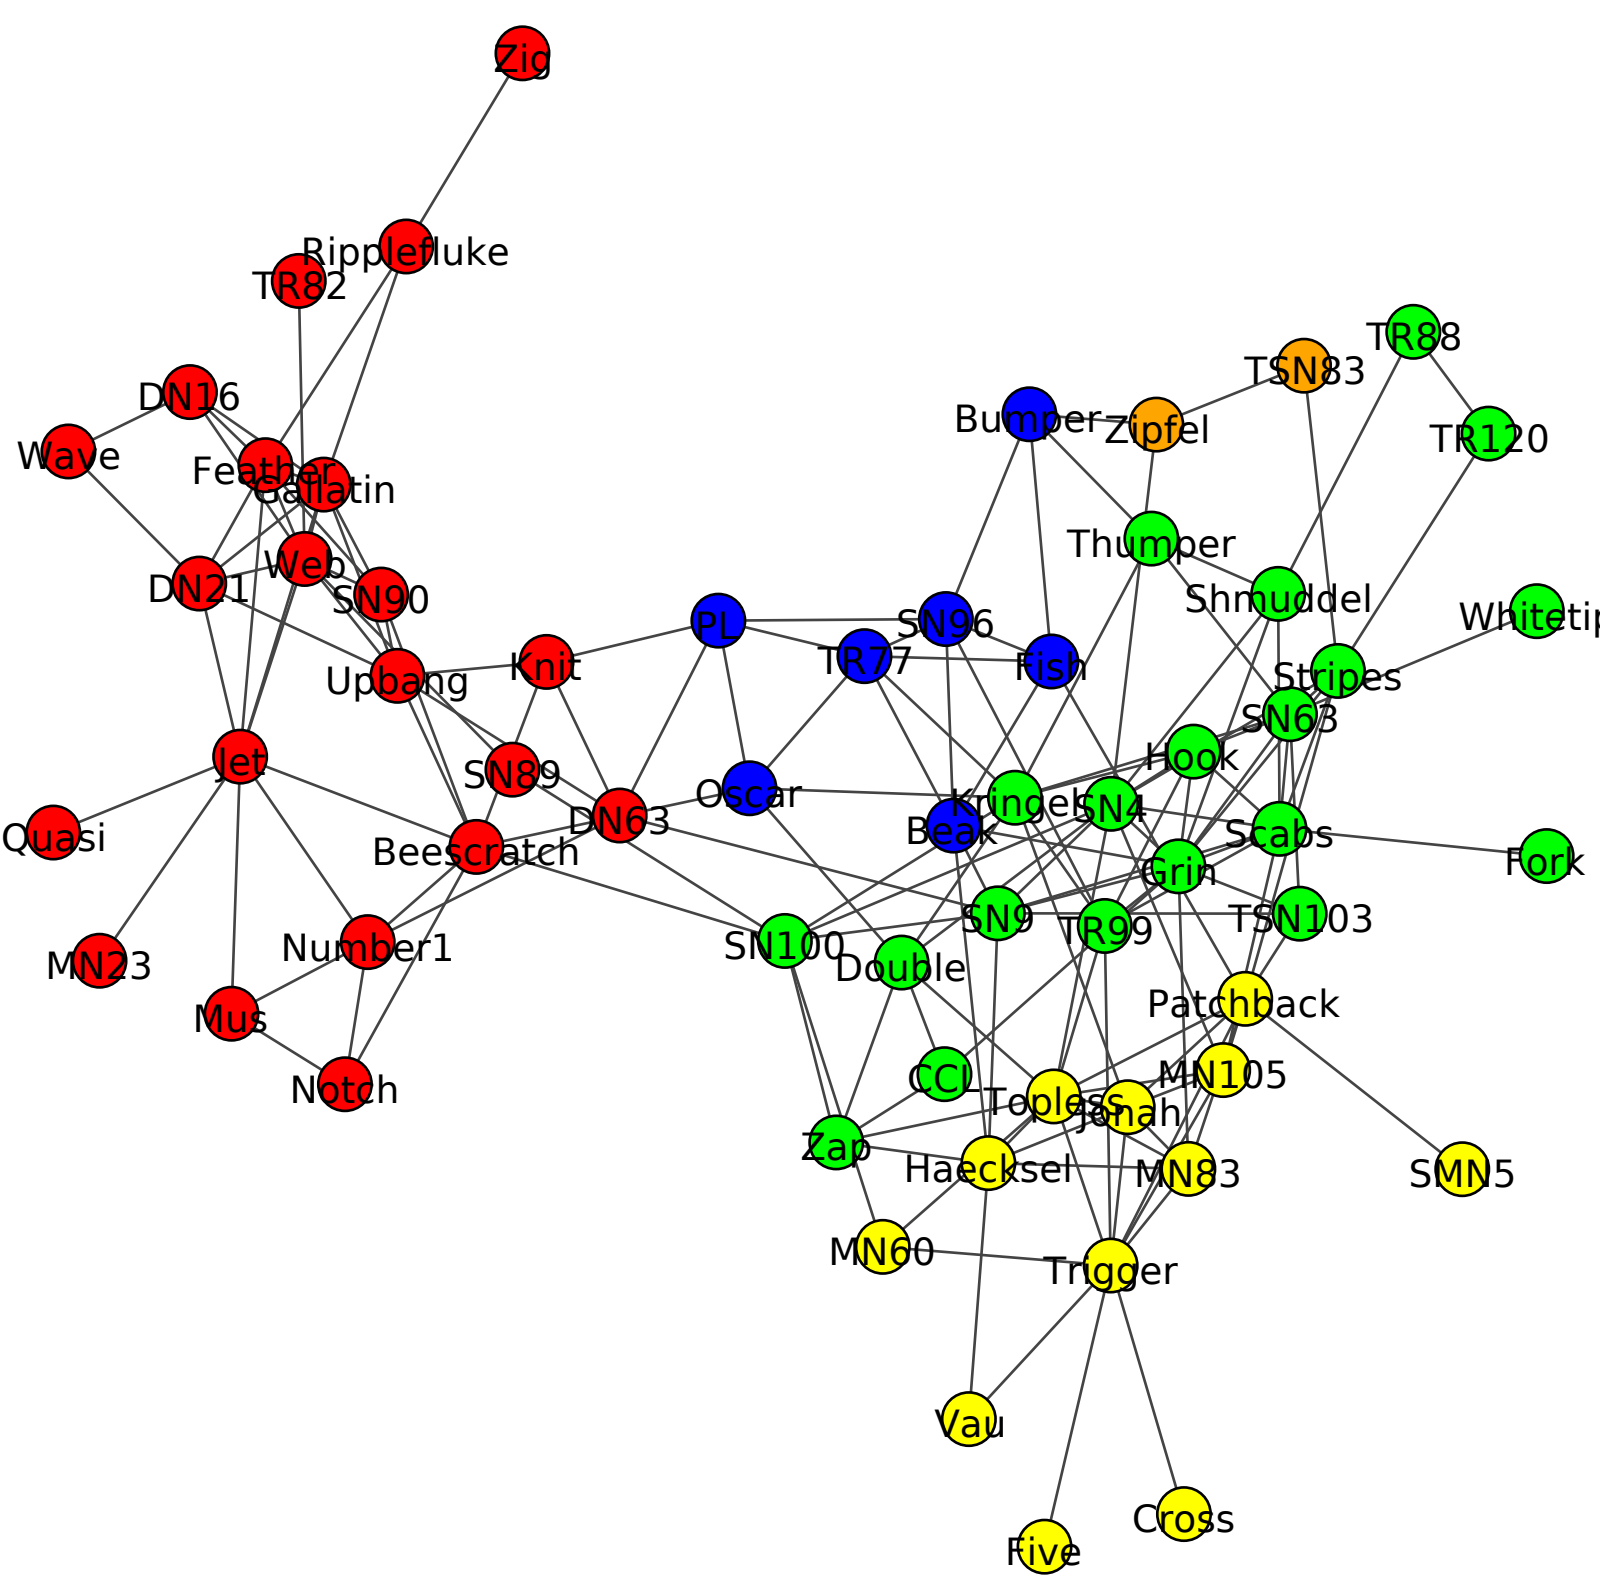 Zig
Ripplefluke
TR82
TR88
TSN83
DN16
Bumper
Zipfel
TR120
Wave
Feather
Gallatin
Thumper
Web
DN21
SN90
Shmuddel
Whitetip
PL
SN96
TR77
Fish
Knit
Upbang
Stripes
SN63
Jet
Hook
SN89
Oscar
Kringel
SN4
DN63
Beak
Quasi
Scabs
Beescratch
Fork
Grin
SN9
TSN103
TR99
Number1
SN100
Double
MN23
Patchback
Mus
CCL
MN105
Notch
Topless
Jonah
Zap
Haecksel
MN83
SMN5
MN60
Trigger
Vau
Cross
Five